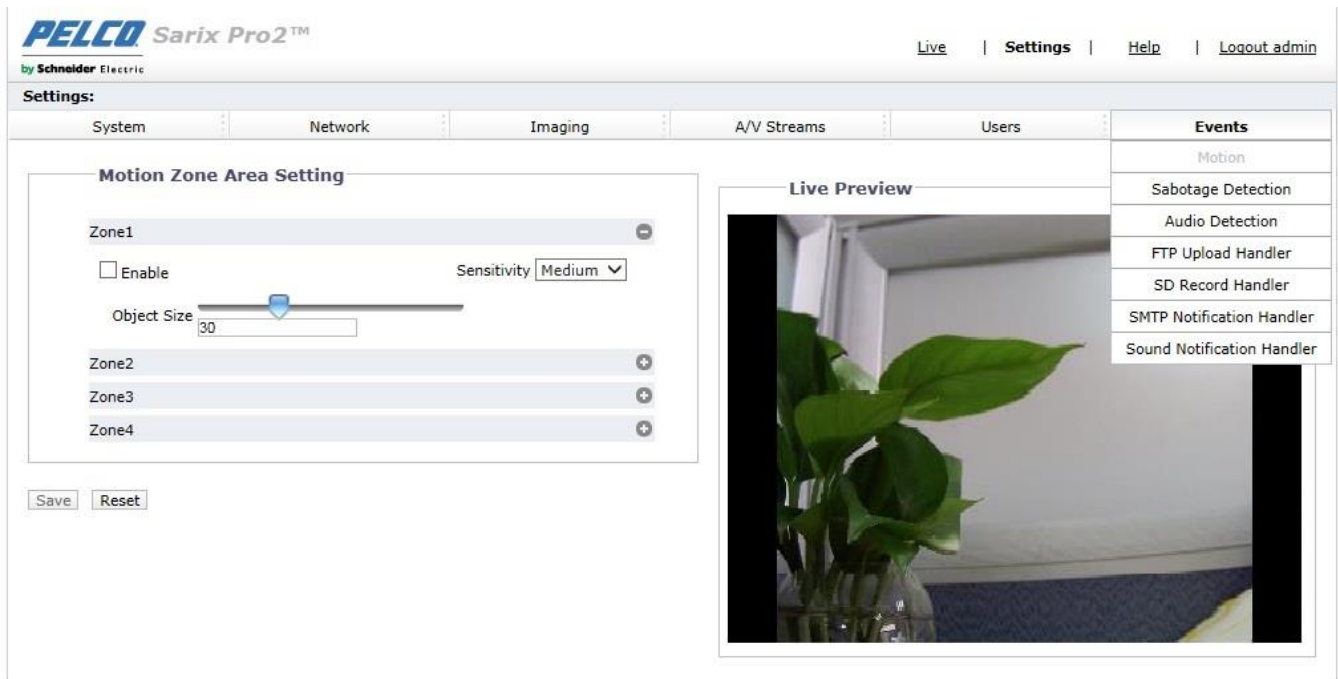 PELCO Sarix Pro2™
by Schneider Electric
Live | Settings | Help | Logout admin
Settings:
System Network Imaging A/V Streams Users Events
Motion
Sabotage Detection
Audio Detection
FTP Upload Handler
SD Record Handler
SMTP Notification Handler
Sound Notification Handler
Motion Zone Area Setting
Zone1
Enable Sensitivity Medium
Object Size
30
Zone2
Zone3
Zone4
Save Reset
Live Preview